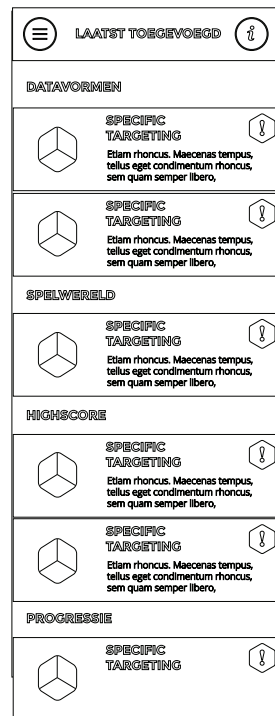 LAATST TOEGEVOEGD
i
DATAVORMEN
SPECIFIC
TARGETING
!
Etiam rhoncus. Maecenas tempus,
tellus eget condimentum rhoncus,
sem quam semper libero,
SPECIFIC
TARGETING
!
Etiam rhoncus. Maecenas tempus,
tellus eget condimentum rhoncus,
sem quam semper libero,
SPELWERELD
SPECIFIC
TARGETING
!
Etiam rhoncus. Maecenas tempus,
tellus eget condimentum rhoncus,
sem quam semper libero,
HIGHSCORE
SPECIFIC
TARGETING
!
Etiam rhoncus. Maecenas tempus,
tellus eget condimentum rhoncus,
sem quam semper libero,
SPECIFIC
TARGETING
!
Etiam rhoncus. Maecenas tempus,
tellus eget condimentum rhoncus,
sem quam semper libero,
PROGRESSIE
SPECIFIC
TARGETING
!